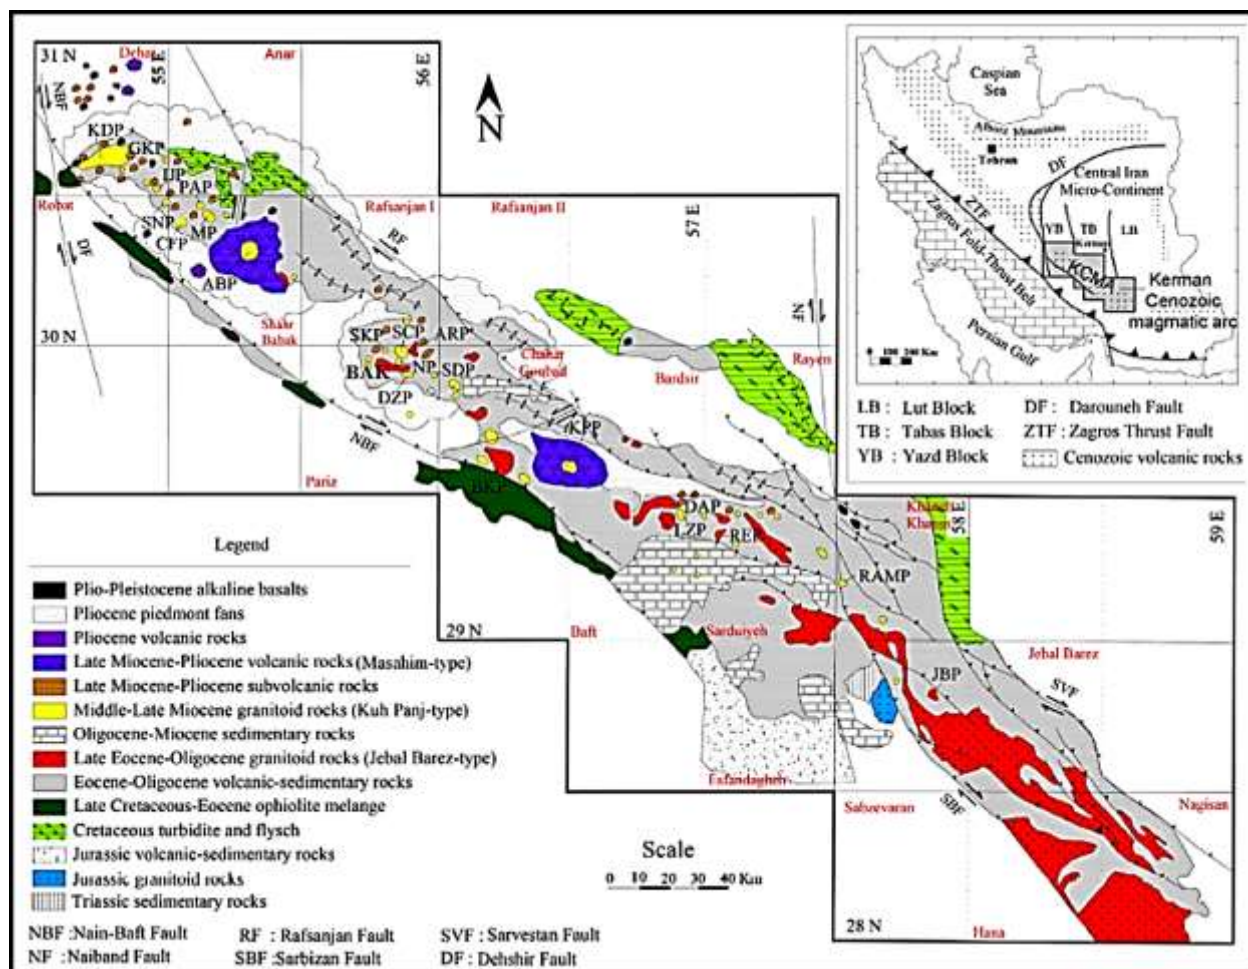 31 N
Dehaj
55 E
Anar
56 E
NBF
N
KDP
GKP
IJP
PAP
Robat
SNP
MP
CFP
Rafsanjan I
Rafsanjan II
57 E
RF
DF
ABP
Shahr
Babak
30 N
SKP
SCP
ARP
NF
Rayen
BAK
NP
SDP
Chahar
Gonbad
Bardsir
DZP
NBF
KPP
Pariz
BKP
DAP
LZP
58 E
59 E
RAMP
29 N
Baft
Sarduiyeh
Jebal Barez
JBP
SVF
Esfandagheh
Sabzevaran
SBF
Nagisan
28 N
Hana
Caspian
Sea
Alborz Mountains
Tehran
DF
Central Iran
Micro-Continent
ZTF
Zagros Fold-Thrust Belt
YB
TB
LB
Kerman
KCMA
Kerman
Cenozoic
magmatic arc
Persian Gulf
LB : Lut Block
DF : Darouneh Fault
TB : Tabas Block
ZTF : Zagros Thrust Fault
YB : Yazd Block
Cenozoic volcanic rocks
Legend
Plio-Pleistocene alkaline basalts
Pliocene piedmont fans
Pliocene volcanic rocks
Late Miocene-Pliocene volcanic rocks (Masahim-type)
Late Miocene-Pliocene subvolcanic rocks
Middle-Late Miocene granitoid rocks (Kuh Panj-type)
Oligocene-Miocene sedimentary rocks
Late Eocene-Oligocene granitoid rocks (Jebal Barez-type)
Eocene-Oligocene volcanic-sedimentary rocks
Late Cretaceous-Eocene ophiolite melange
Cretaceous turbidite and flysch
Jurassic volcanic-sedimentary rocks
Jurassic granitoid rocks
Triassic sedimentary rocks
Scale
0 10 20 30 40 Km
NBF :Nain-Baft Fault
RF : Rafsanjan Fault
SVF : Sarvestan Fault
NF : Naiband Fault
SBF : Sarbizan Fault
DF : Dehshir Fault